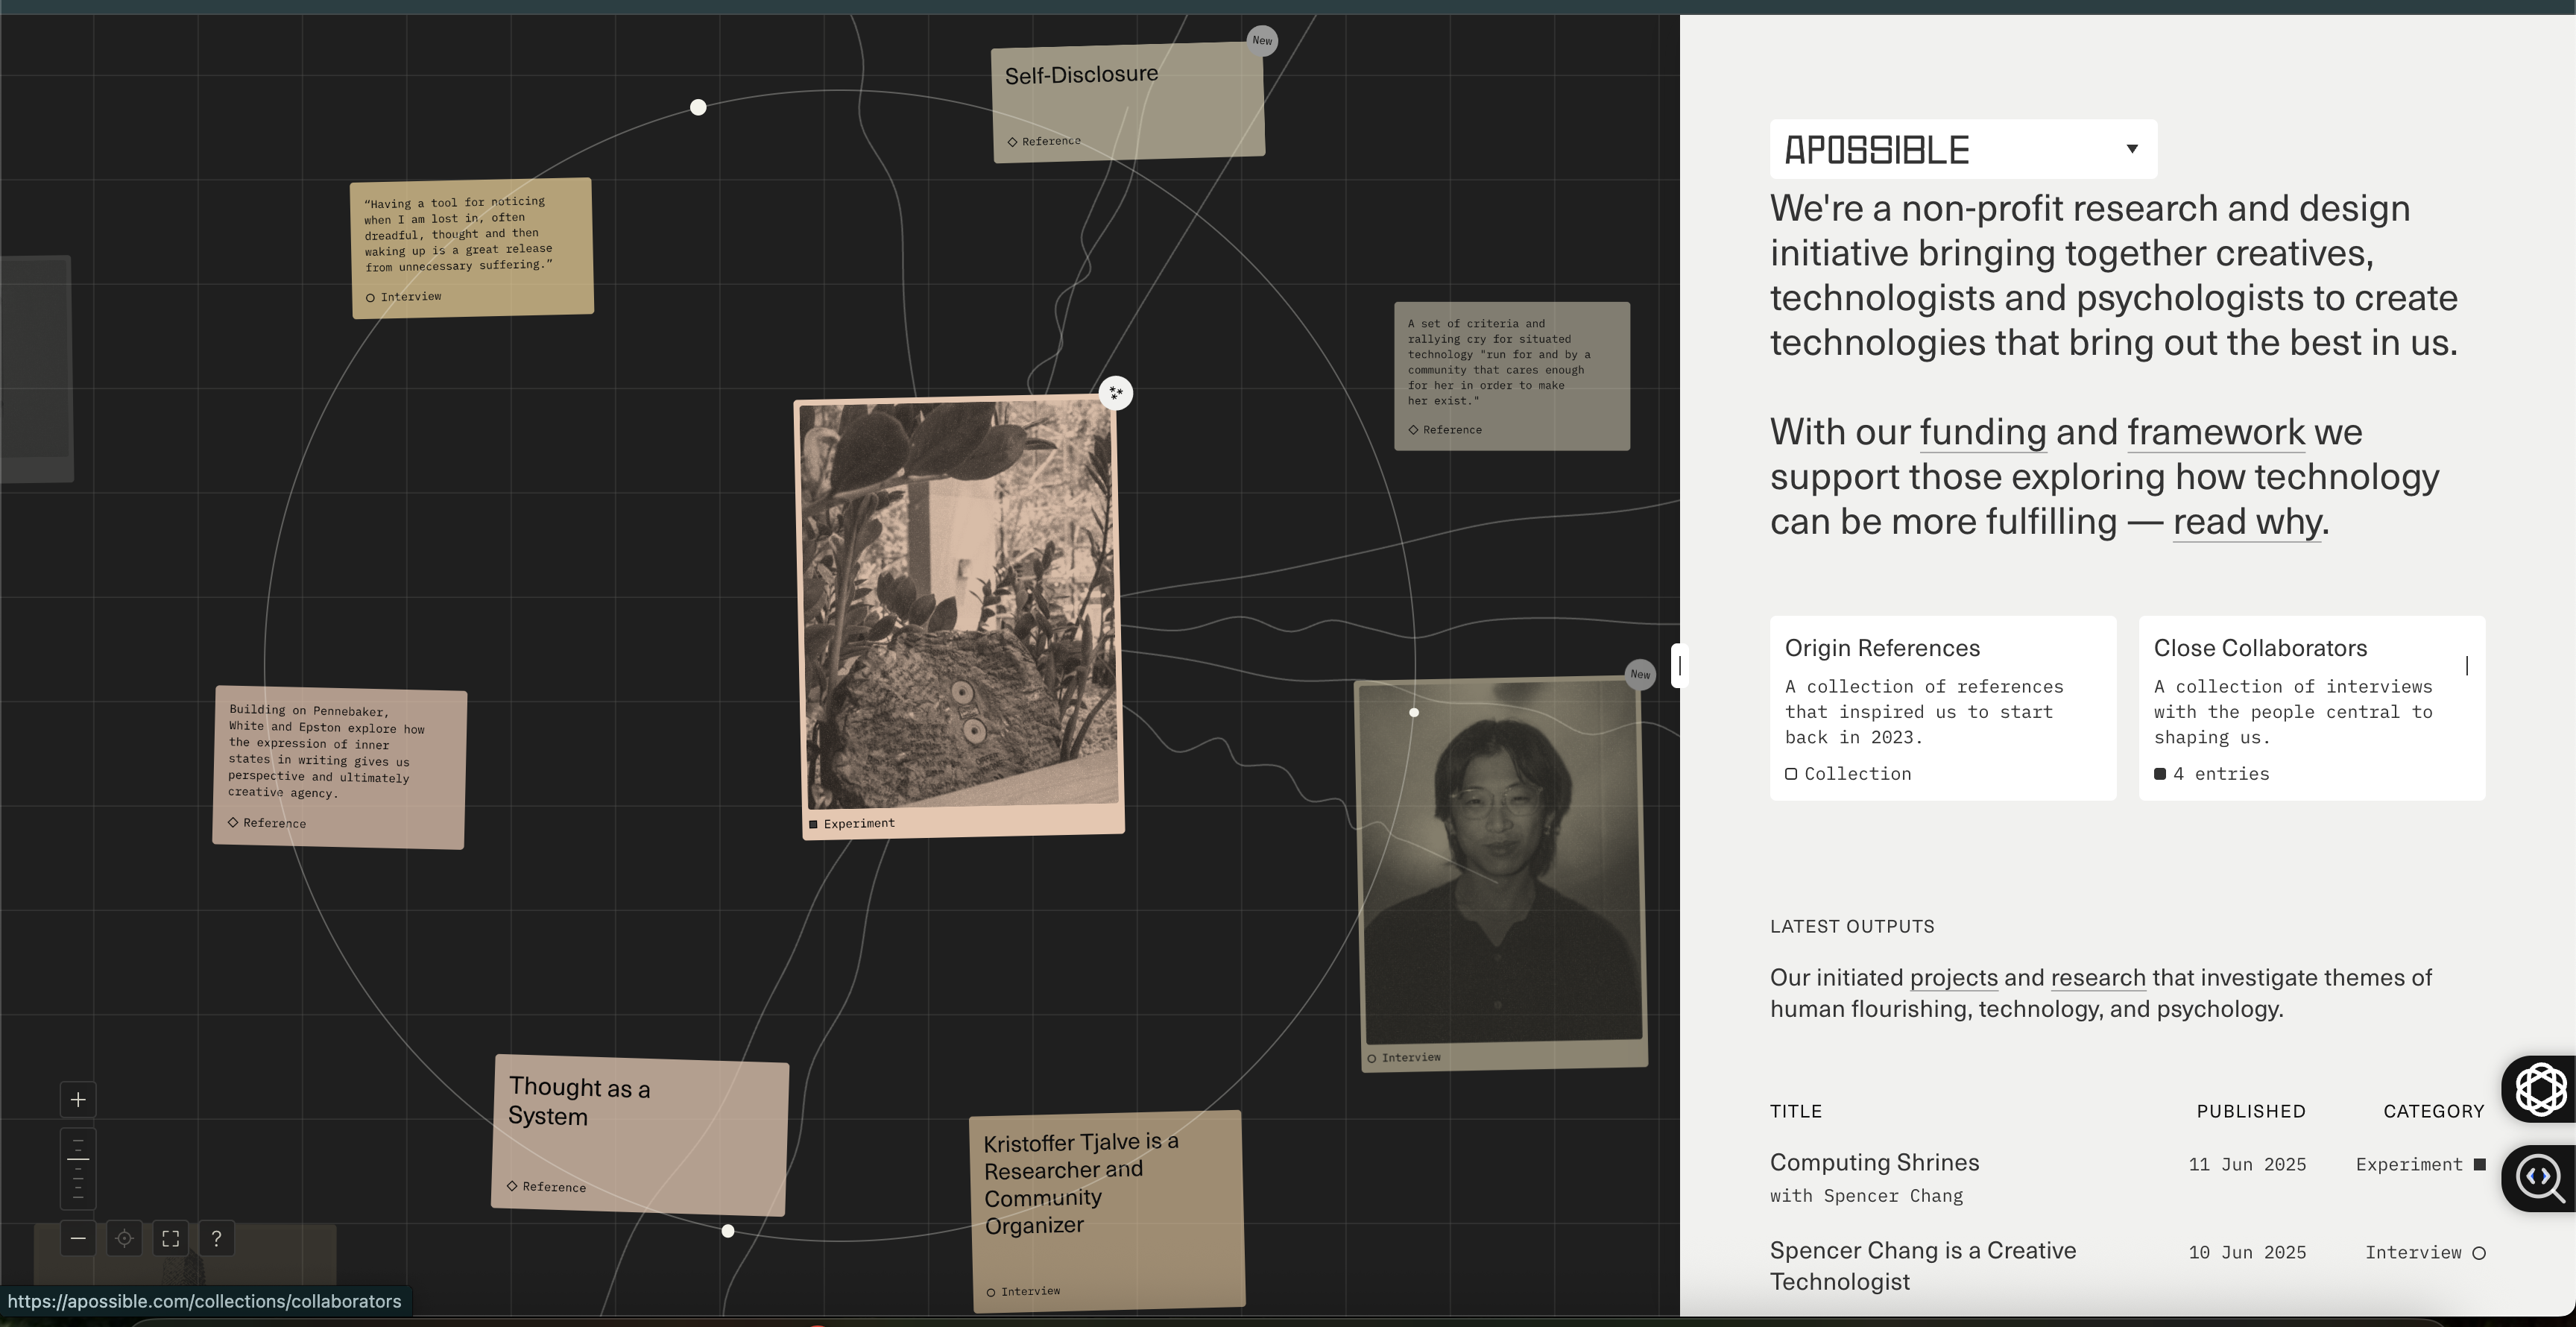 Self-Disclosure
New
Reference
“Having a tool for noticing
when I am lost in, often
dreadful, thought and then
waking up is a great release
from unnecessary suffering.”
Interview
A set of criteria and
rallying cry for situated
technology "run for and by a
community that cares enough
for her in order to make
her exist."
Reference
Experiment
Building on Pennebaker,
White and Epston explore how
the expression of inner
states in writing gives us
perspective and ultimately
creative agency.
Reference
New
Interview
Thought as a
System
Reference
Kristoffer Tjalve is a
Researcher and
Community
Organizer
Interview
+
−
?
https://apossible.com/collections/collaborators
APOSSIBLE
We're a non-profit research and design
initiative bringing together creatives,
technologists and psychologists to create
technologies that bring out the best in us.
With our funding and framework we
support those exploring how technology
can be more fulfilling — read why.
Origin References
A collection of references
that inspired us to start
back in 2023.
Collection
Close Collaborators
A collection of interviews
with the people central to
shaping us.
4 entries
LATEST OUTPUTS
Our initiated projects and research that investigate themes of
human flourishing, technology, and psychology.
TITLE PUBLISHED CATEGORY
Computing Shrines 11 Jun 2025 Experiment
with Spencer Chang
Spencer Chang is a Creative 10 Jun 2025 Interview
Technologist